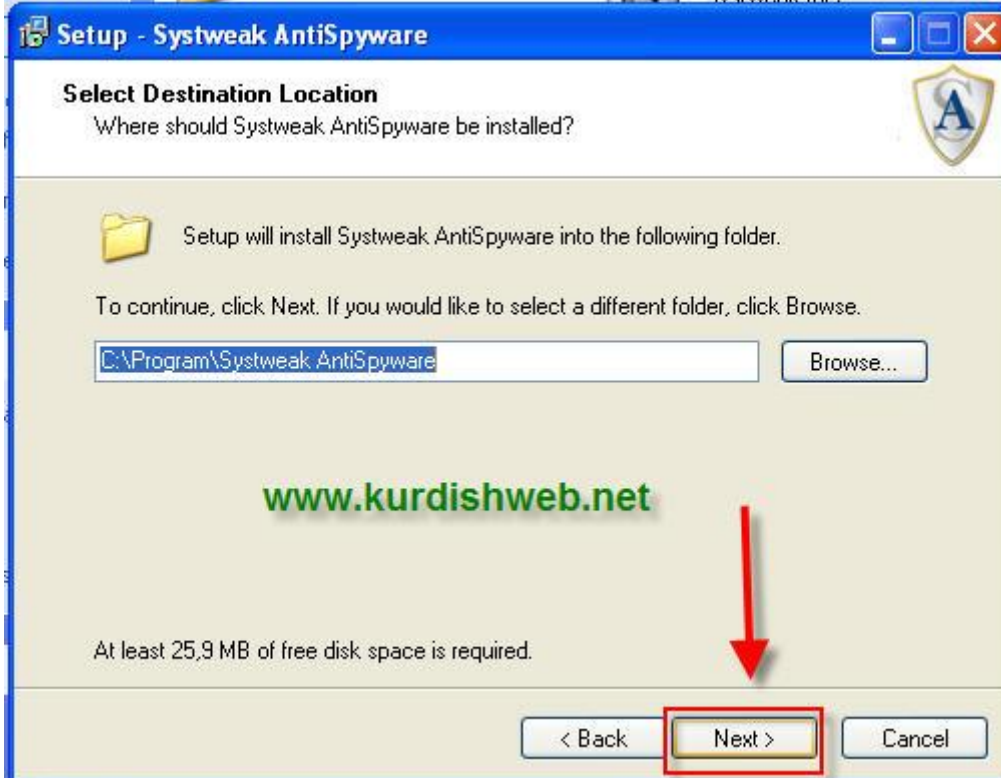 Setup - Systweak AntiSpyware
Select Destination Location
Where should Systweak AntiSpyware be installed?
Setup will install Systweak AntiSpyware into the following folder.
To continue, click Next. If you would like to select a different folder, click Browse.
C:\Program\Systweak AntiSpyware
Browse...
www.kurdishweb.net
At least 25,9 MB of free disk space is required.
< Back
Next >
Cancel